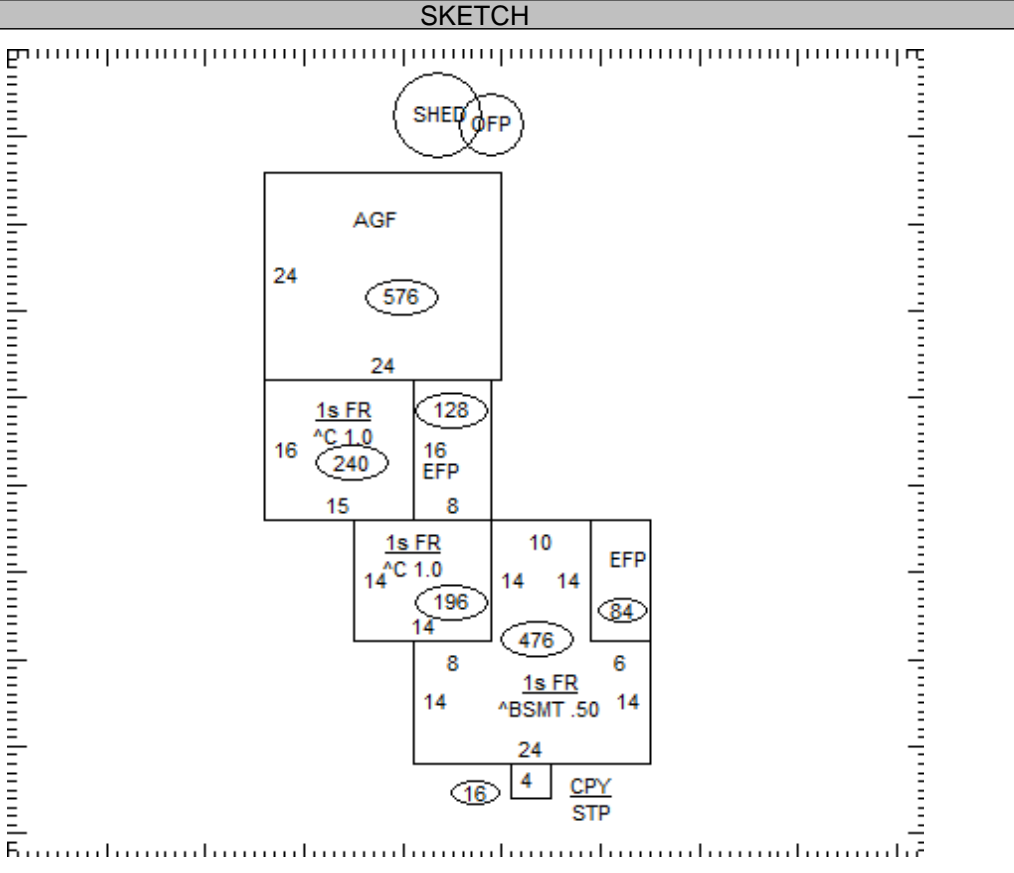 SKETCH
SHED OFP
AGF
24
576
24
1s FR
^C 1.0
16
240
15
128
16
EFP
8
1s FR
^C 1.0
14
196
14
10
14 14
476
EFP
84
8 6
1s FR
^BSMT .50
14 14
24
16
4
CPY
STP